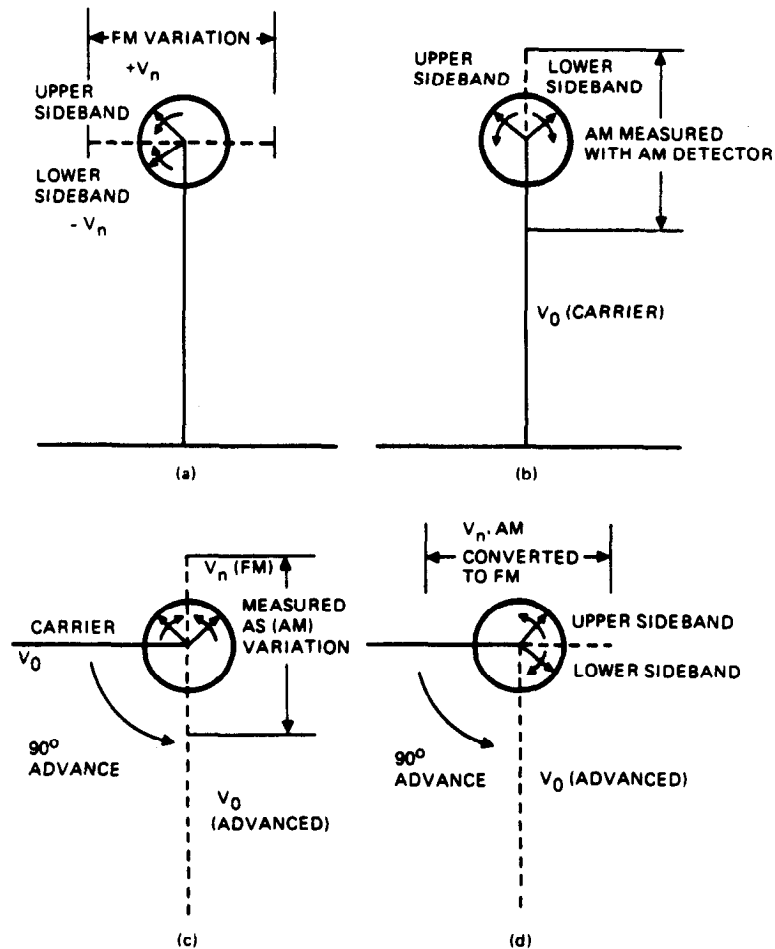 FM VARIATION
+Vn
UPPER
SIDEBAND
LOWER
SIDEBAND
- Vn
(a)
UPPER
SIDEBAND
LOWER
SIDEBAND
AM MEASURED
WITH AM DETECTOR
V0 (CARRIER)
(b)
Vn (FM)
MEASURED
AS (AM)
VARIATION
CARRIER
V0
90º
ADVANCE
V0
(ADVANCED)
(c)
Vn, AM
CONVERTED
TO FM
UPPER SIDEBAND
LOWER SIDEBAND
90º
ADVANCE
V0 (ADVANCED)
(d)